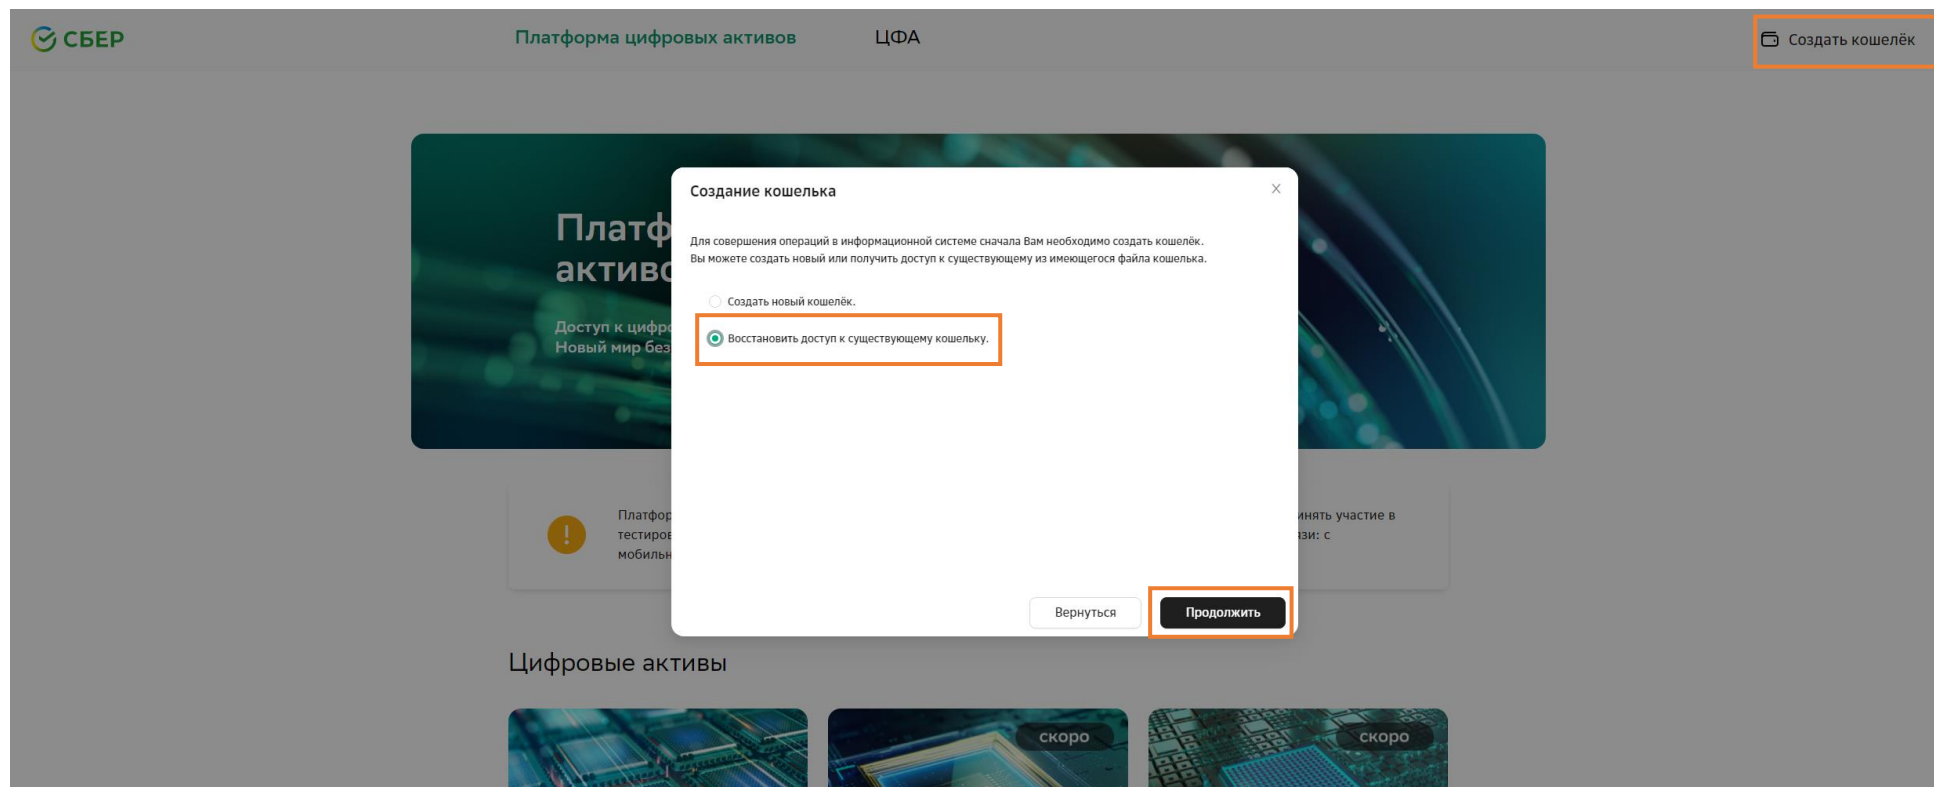 СБЕР
Платформа цифровых активов
ЦФА
Создать кошелёк
Создание кошелька
X
Для совершения операций в информационной системе сначала Вам необходимо создать кошелёк.
Вы можете создать новый или получить доступ к существующему из имеющегося файла кошелька.
Создать новый кошелёк.
Восстановить доступ к существующему кошельку.
Вернуться
Продолжить
Платф
активо
Доступ к цифро
Новый мир без
!
Платфор
инять участие в
тестиров
язи: с
мобильн
Цифровые активы
скоро
скоро